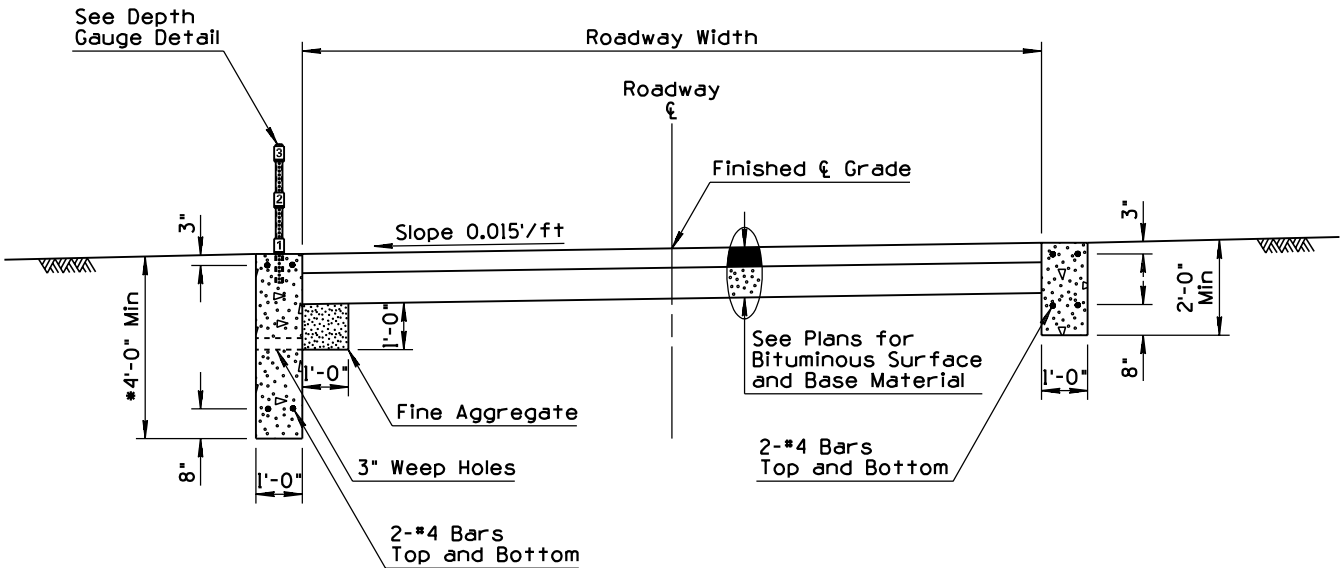 See Depth
Gauge Detail
Roadway Width
Roadway
℄
Finished ℄ Grade
Slope 0.015'/ft
3
2
1
3"
3"
*4'-0" Min
2'-0"
Min
1'-0"
1'-0"
See Plans for
Bituminous Surface
and Base Material
Fine Aggregate
8"
8"
1'-0"
1'-0"
3" Weep Holes
2-#4 Bars
Top and Bottom
2-#4 Bars
Top and Bottom